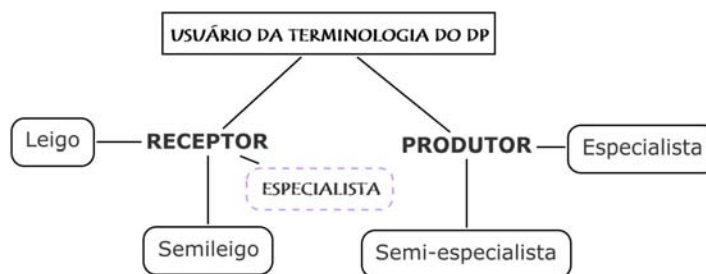 USUÁRIO DA TERMINOLOGIA DO DP
Leigo
RECEPTOR
PRODUTOR
Especialista
ESPECIALISTA
Semileigo
Semi-especialista